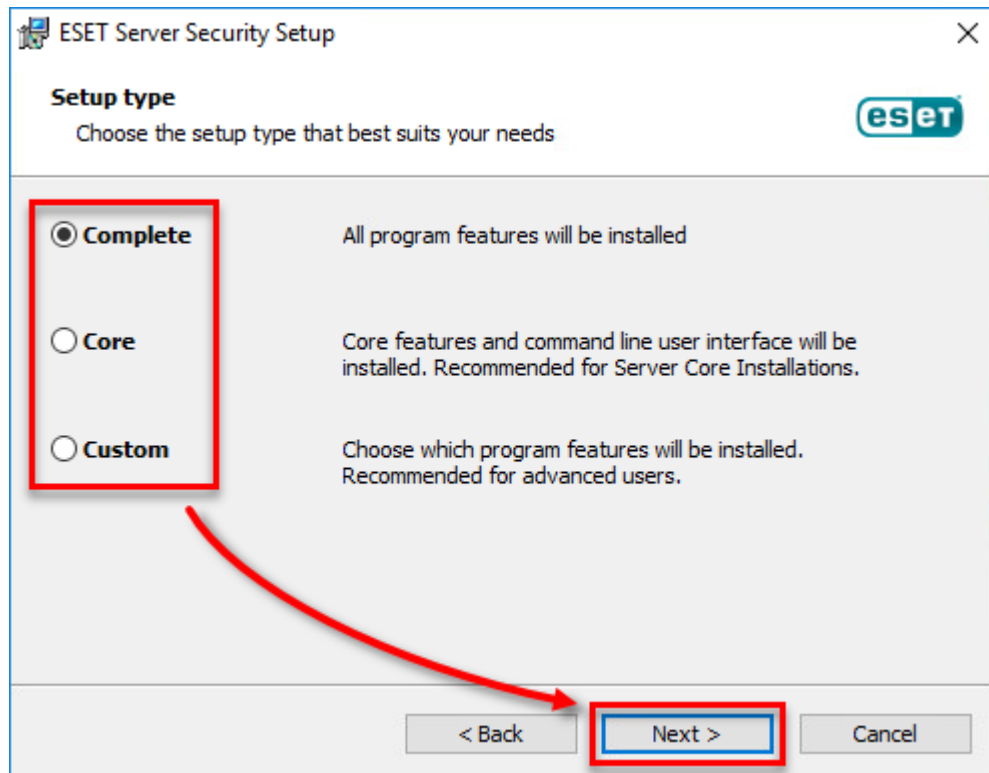 ESET Server Security Setup
Setup type
Choose the setup type that best suits your needs
eset
Complete
All program features will be installed
Core
Core features and command line user interface will be
installed. Recommended for Server Core Installations.
Custom
Choose which program features will be installed.
Recommended for advanced users.
< Back
Next >
Cancel